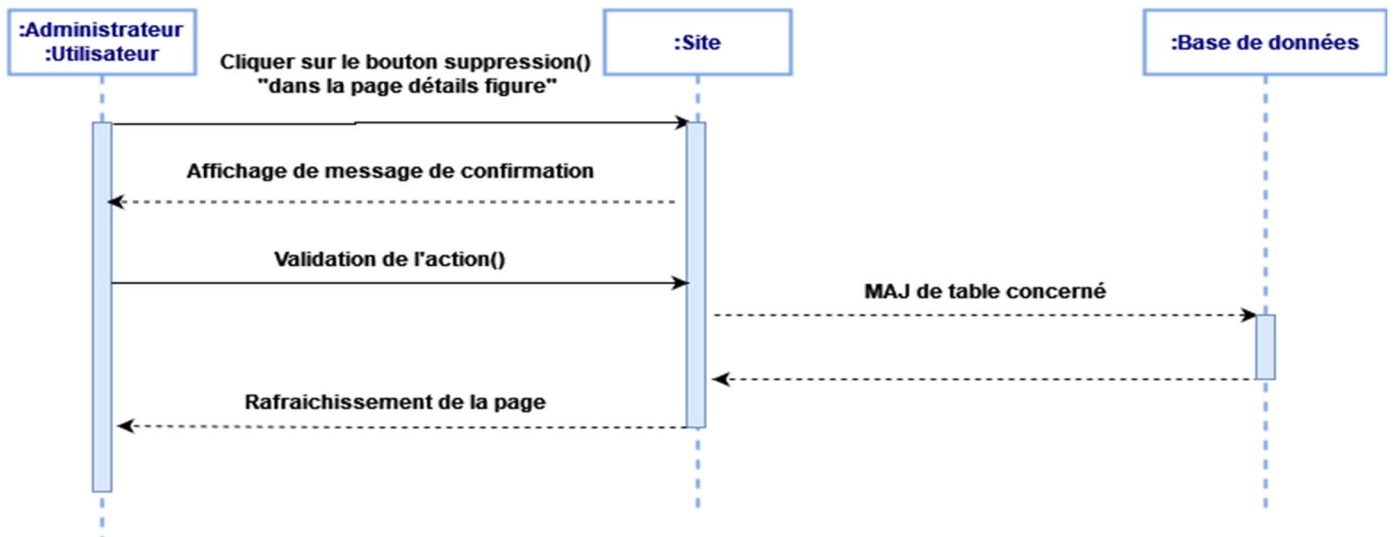 :Administrateur
:Utilisateur
:Site
:Base de données
Cliquer sur le bouton suppression()
"dans la page détails figure"
Affichage de message de confirmation
Validation de l'action()
MAJ de table concerné
Rafraichissement de la page